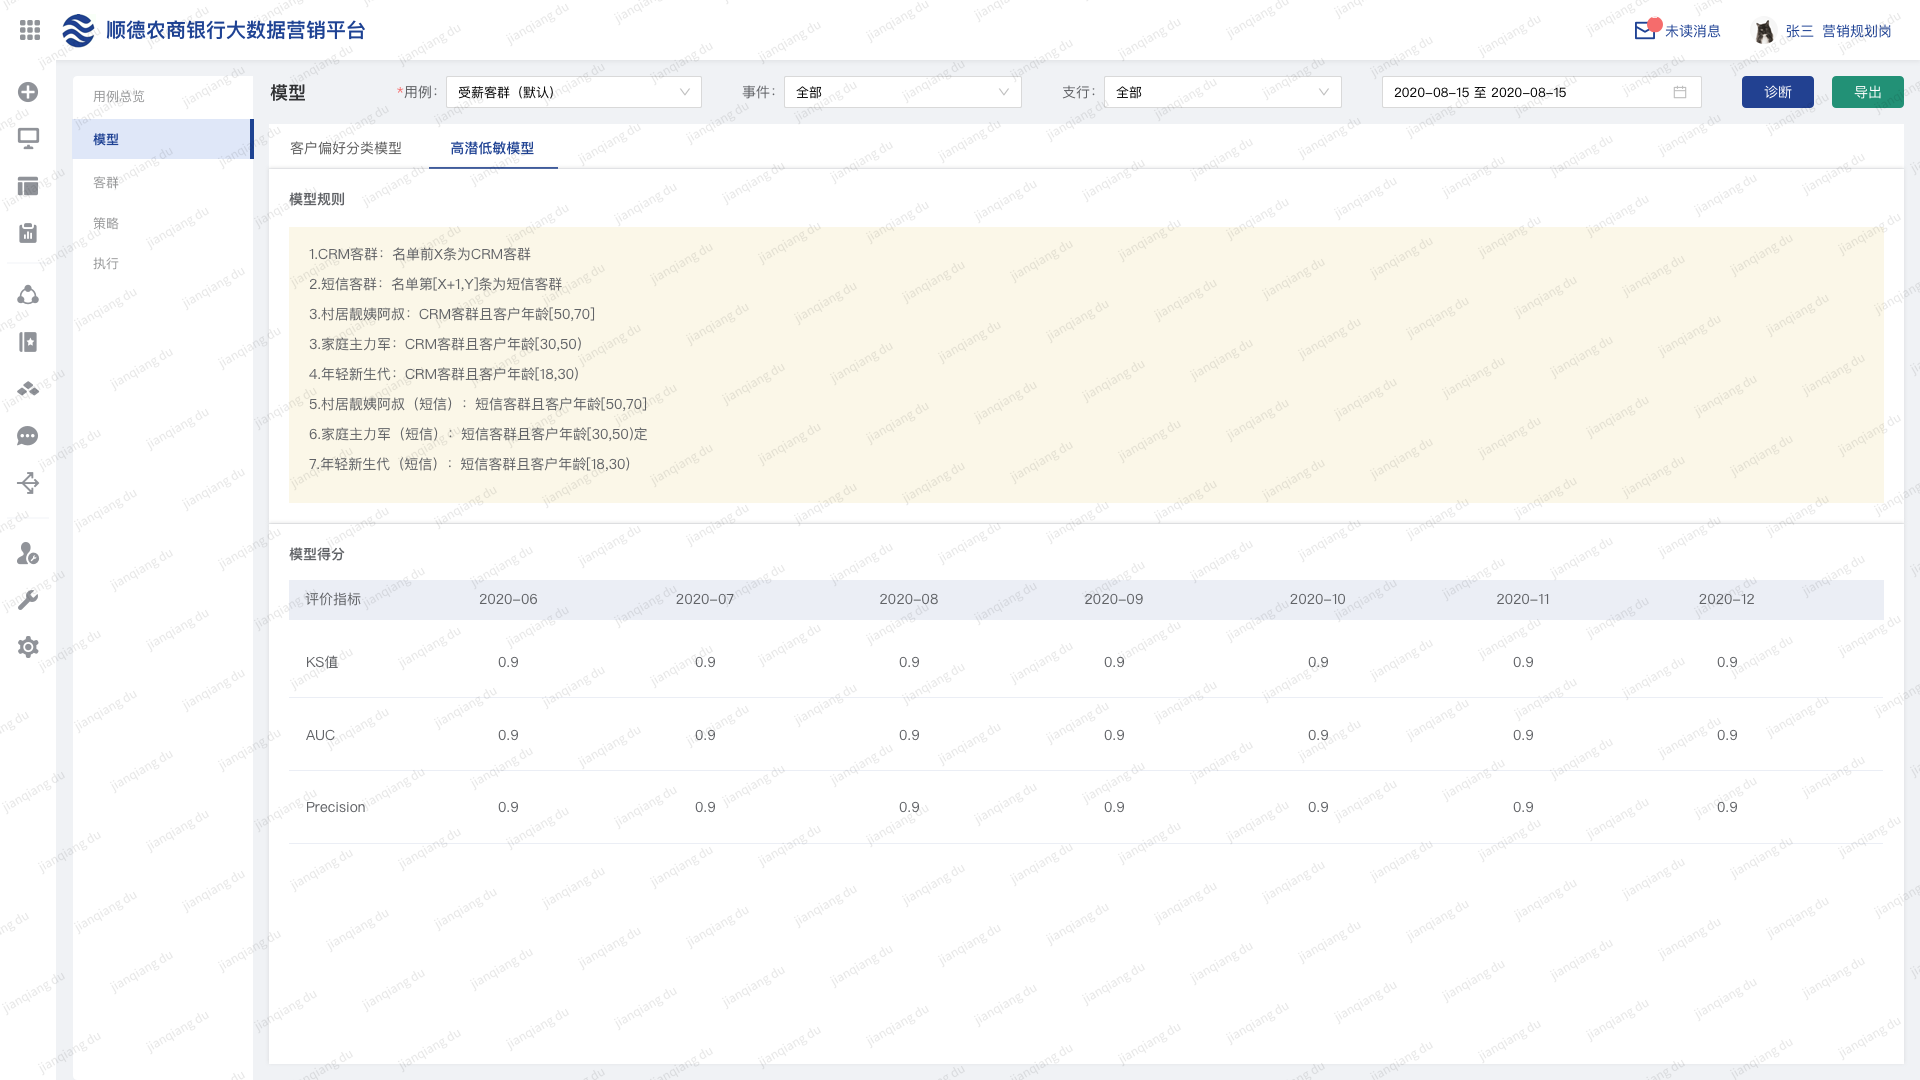 顺德农商银行大数据营销平台
未读消息
张三 营销规划岗
用例总览
模型
客群
策略
执行
模型
*用例: 受薪客群（默认）
事件: 全部
支行: 全部
2020-08-15 至 2020-08-15
诊断
导出
客户偏好分类模型
高潜低敏模型
模型规则
1.CRM客群：名单前X条为CRM客群
2.短信客群：名单第[X+1,Y]条为短信客群
3.村居靓姨阿叔：CRM客群且客户年龄[50,70]
3.家庭主力军：CRM客群且客户年龄[30,50)
4.年轻新生代：CRM客群且客户年龄[18,30)
5.村居靓姨阿叔（短信）：短信客群且客户年龄[50,70]
6.家庭主力军（短信）：短信客群且客户年龄[30,50)定
7.年轻新生代（短信）：短信客群且客户年龄[18,30)
模型得分
评价指标 2020-06 2020-07 2020-08 2020-09 2020-10 2020-11 2020-12
KS值 0.9 0.9 0.9 0.9 0.9 0.9 0.9
AUC 0.9 0.9 0.9 0.9 0.9 0.9 0.9
Precision 0.9 0.9 0.9 0.9 0.9 0.9 0.9
jianqiang.du